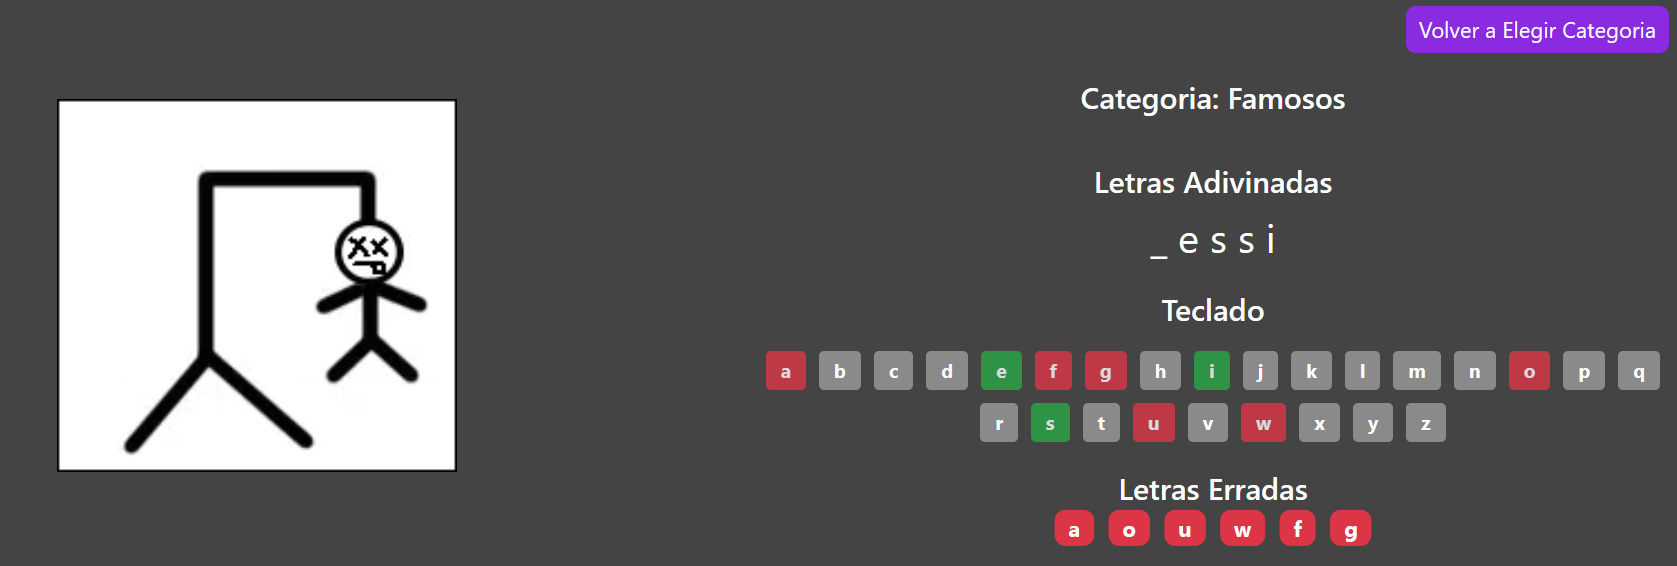 Volver a Elegir Categoria
Categoria: Famosos
Letras Adivinadas
_ e s s i
Teclado
a b c d e f g h i j k l m n o p q
r s t u v w x y z
Letras Erradas
a o u w f g